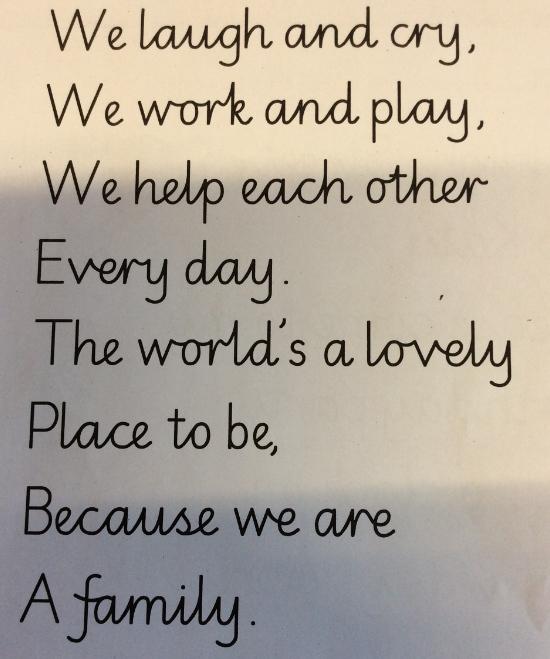 We laugh and cry,
We work and play,
We help each other
Every day.
The world's a lovely
Place to be,
Because we are
A family.